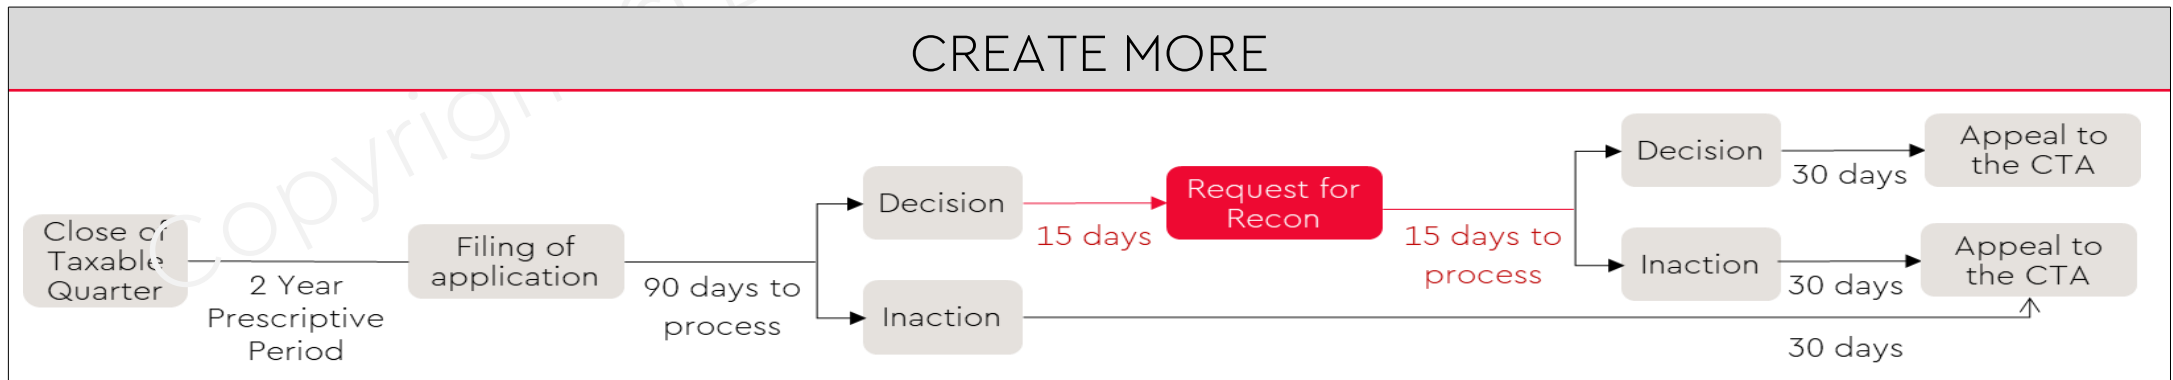 CREATE MORE
Close of
Taxable
Quarter
2 Year
Prescriptive
Period
Filing of
application
90 days to
process
Decision
15 days
Request for
Recon
15 days to
process
Decision
30 days
Appeal to
the CTA
Inaction
30 days
Appeal to
the CTA
Inaction
30 days
Copyrigh